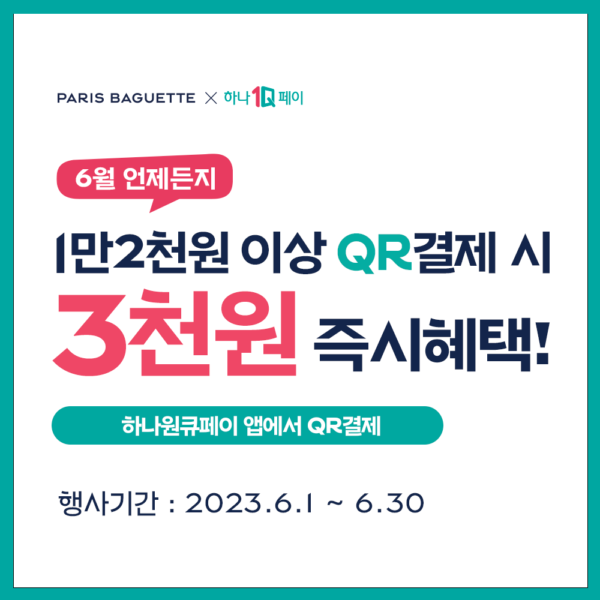 PARIS BAGUETTE × 하나1Q페이
6월 언제든지
1만2천원 이상 QR결제 시
3천원 즉시혜택!
하나원큐페이 앱에서 QR결제
행사기간 : 2023.6.1 ~ 6.30